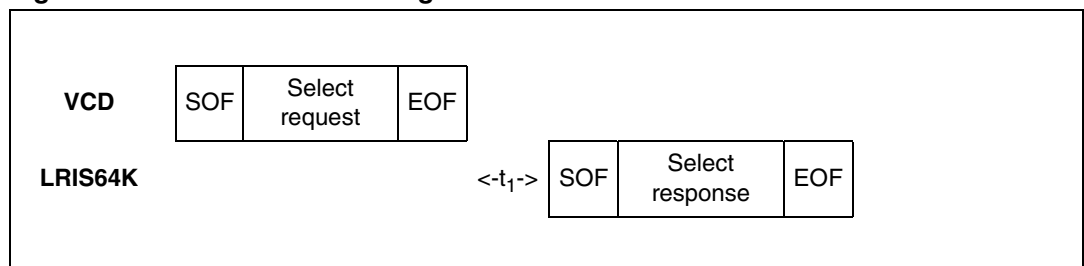 VCD SOF Select request EOF
LRIS64K <-t₁-> SOF Select response EOF